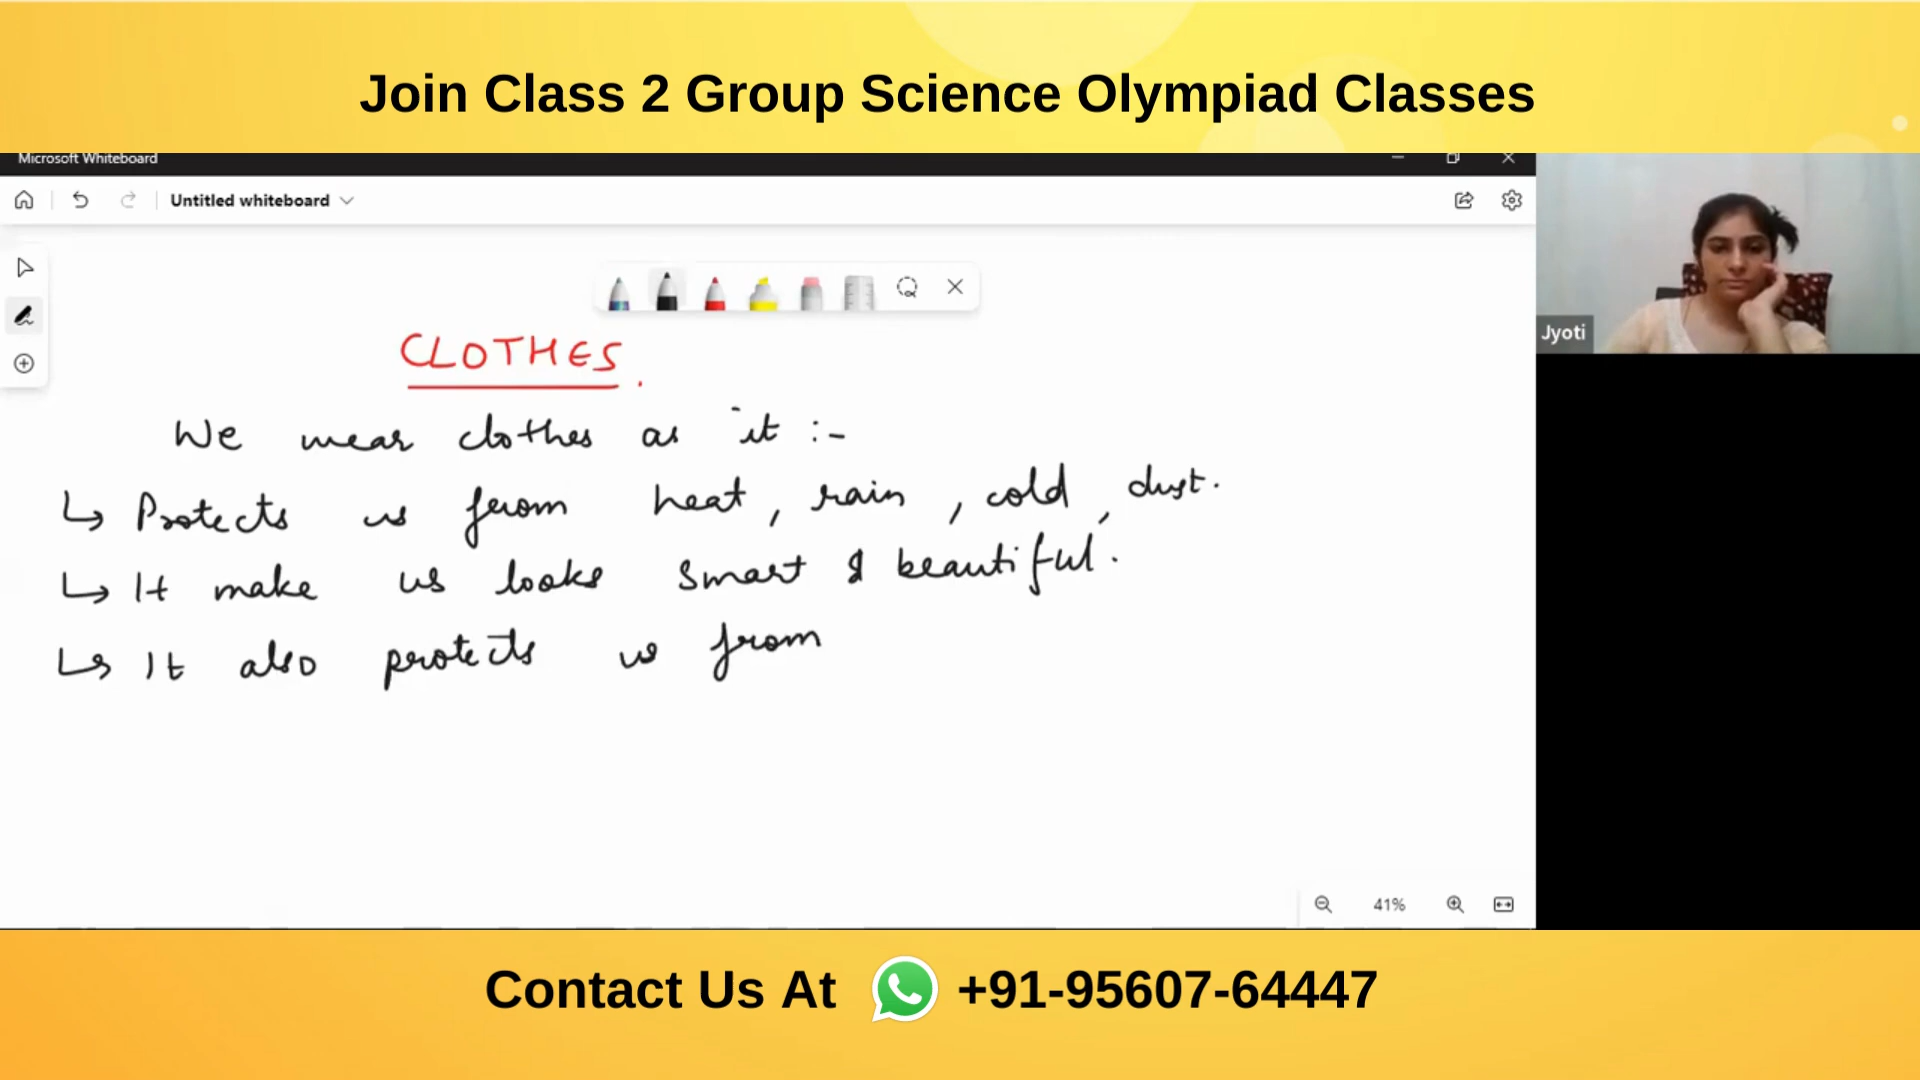 Join Class 2 Group Science Olympiad Classes
Microsoft Whiteboard
Untitled whiteboard
Jyoti
CLOTHES.
We wear clothes as it :-
↳ Protects us from heat, rain, cold, dust.
↳ It make us looks smart & beautiful.
↳ It also protects us from
41%
Contact Us At +91-95607-64447